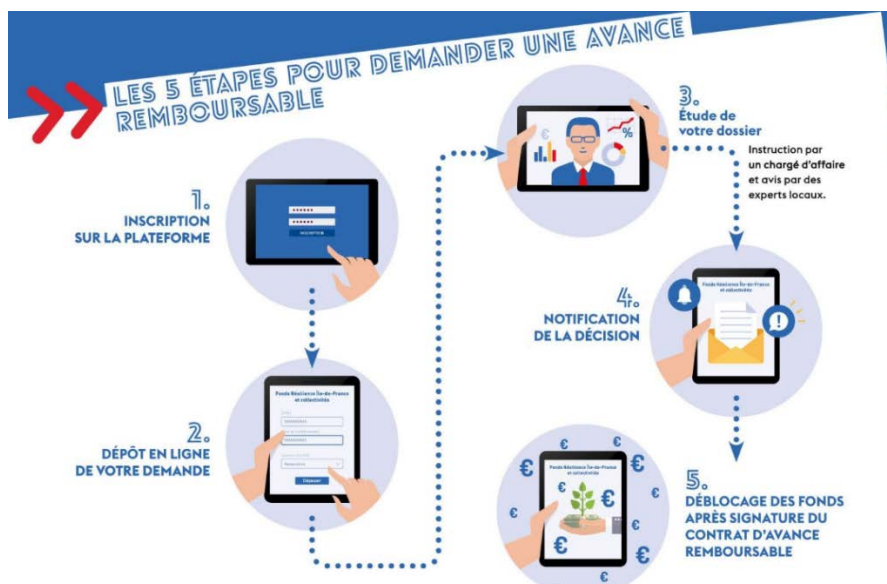 LES 5 ÉTAPES POUR DEMANDER UNE AVANCE
REMBOURSABLE
1.
INSCRIPTION
SUR LA PLATEFORME
INSCRIPTION
2.
DÉPÔT EN LIGNE
DE VOTRE DEMANDE
Fonds Résilience Île-de-France
et collectivités
Déposer
3.
Étude de
votre dossier
€
%
Instruction par
un chargé d'affaire
et avis par des
experts locaux.
4.
NOTIFICATION
DE LA DÉCISION
Fonds Résilience Île-de-France
et collectivités
5.
DÉBLOCAGE DES FONDS
APRÈS SIGNATURE DU
CONTRAT D'AVANCE
REMBOURSABLE
Fonds Résilience Île-de-France
et collectivités